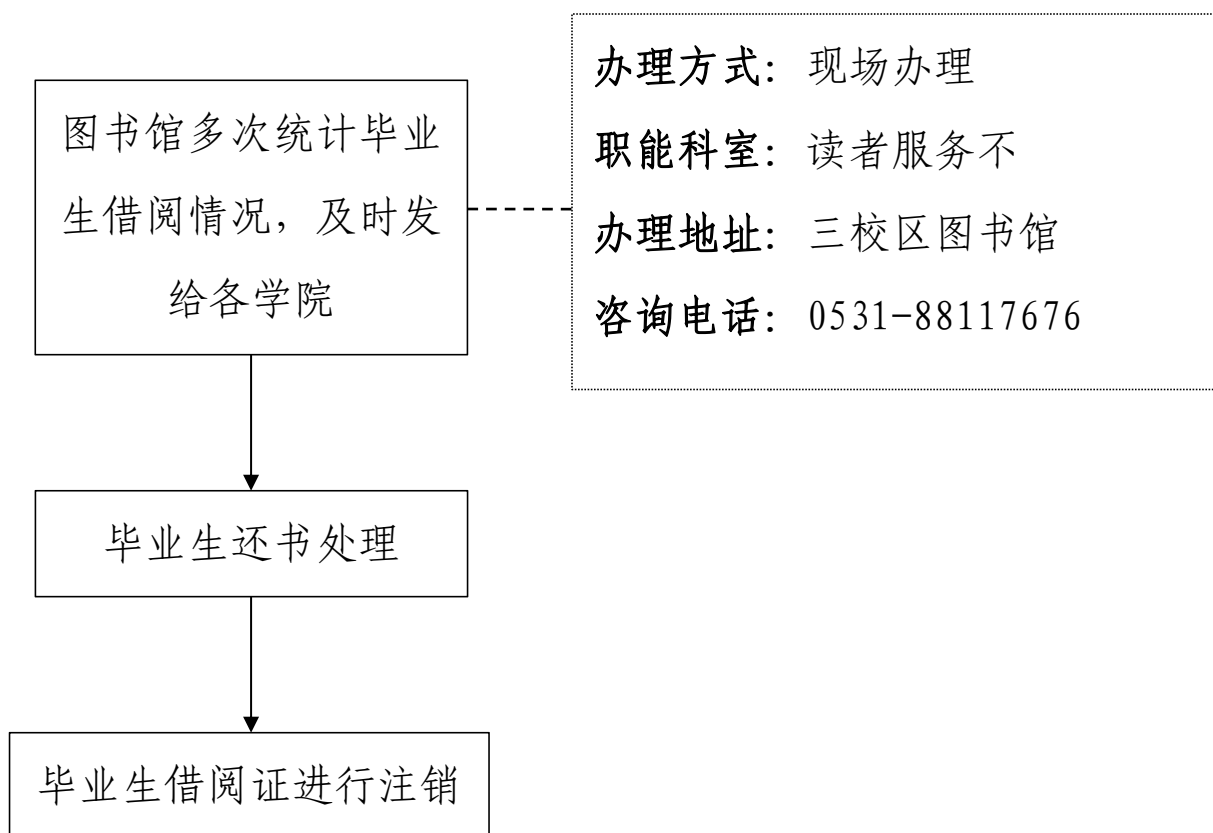 图书馆多次统计毕业
生借阅情况，及时发
给各学院
办理方式：现场办理
职能科室：读者服务不
办理地址：三校区图书馆
咨询电话：0531-88117676
毕业生还书处理
毕业生借阅证进行注销